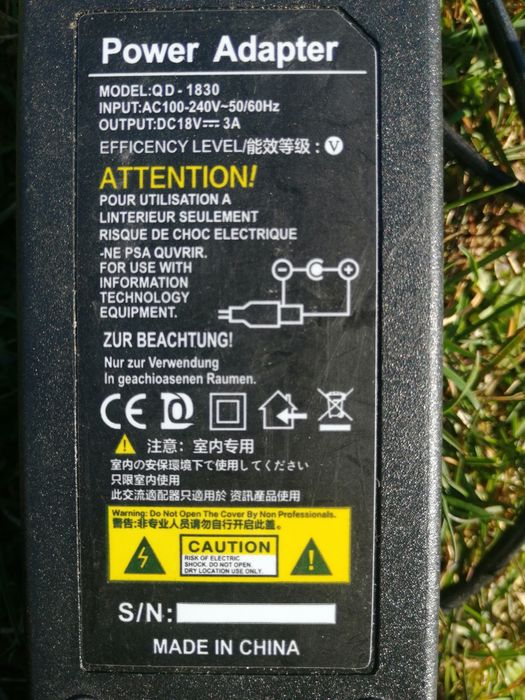 Power Adapter
MODEL:QD-1830
INPUT:AC100-240V~50/60Hz
OUTPUT:DC18V⎓ 3A
EFFICENCY LEVEL/能效等级：Ⓥ
ATTENTION!
POUR UTILISATION A
LINTERIEUR SEULEMENT
RISQUE DE CHOC ELECTRIQUE
-NE PSA QUVRIR.
FOR USE WITH
INFORMATION
TECHNOLOGY
EQUIPMENT.
ZUR BEACHTUNG!
Nur zur Verwendung
In geachioasenen Raumen.
CE
注意：室内专用
室内の安保環境下て使用してください
只限室内使用
此交流適配器只適用於 资訊產品使用
Warning: Do Not Open The Cover By Non Professionals.
警告:非专业人员请勿自行开启此盖。
CAUTION
RISK OF ELECTRIC
SHOCK. DO NOT OPEN.
DRY LOCATION USE ONLY.
S/N:
MADE IN CHINA